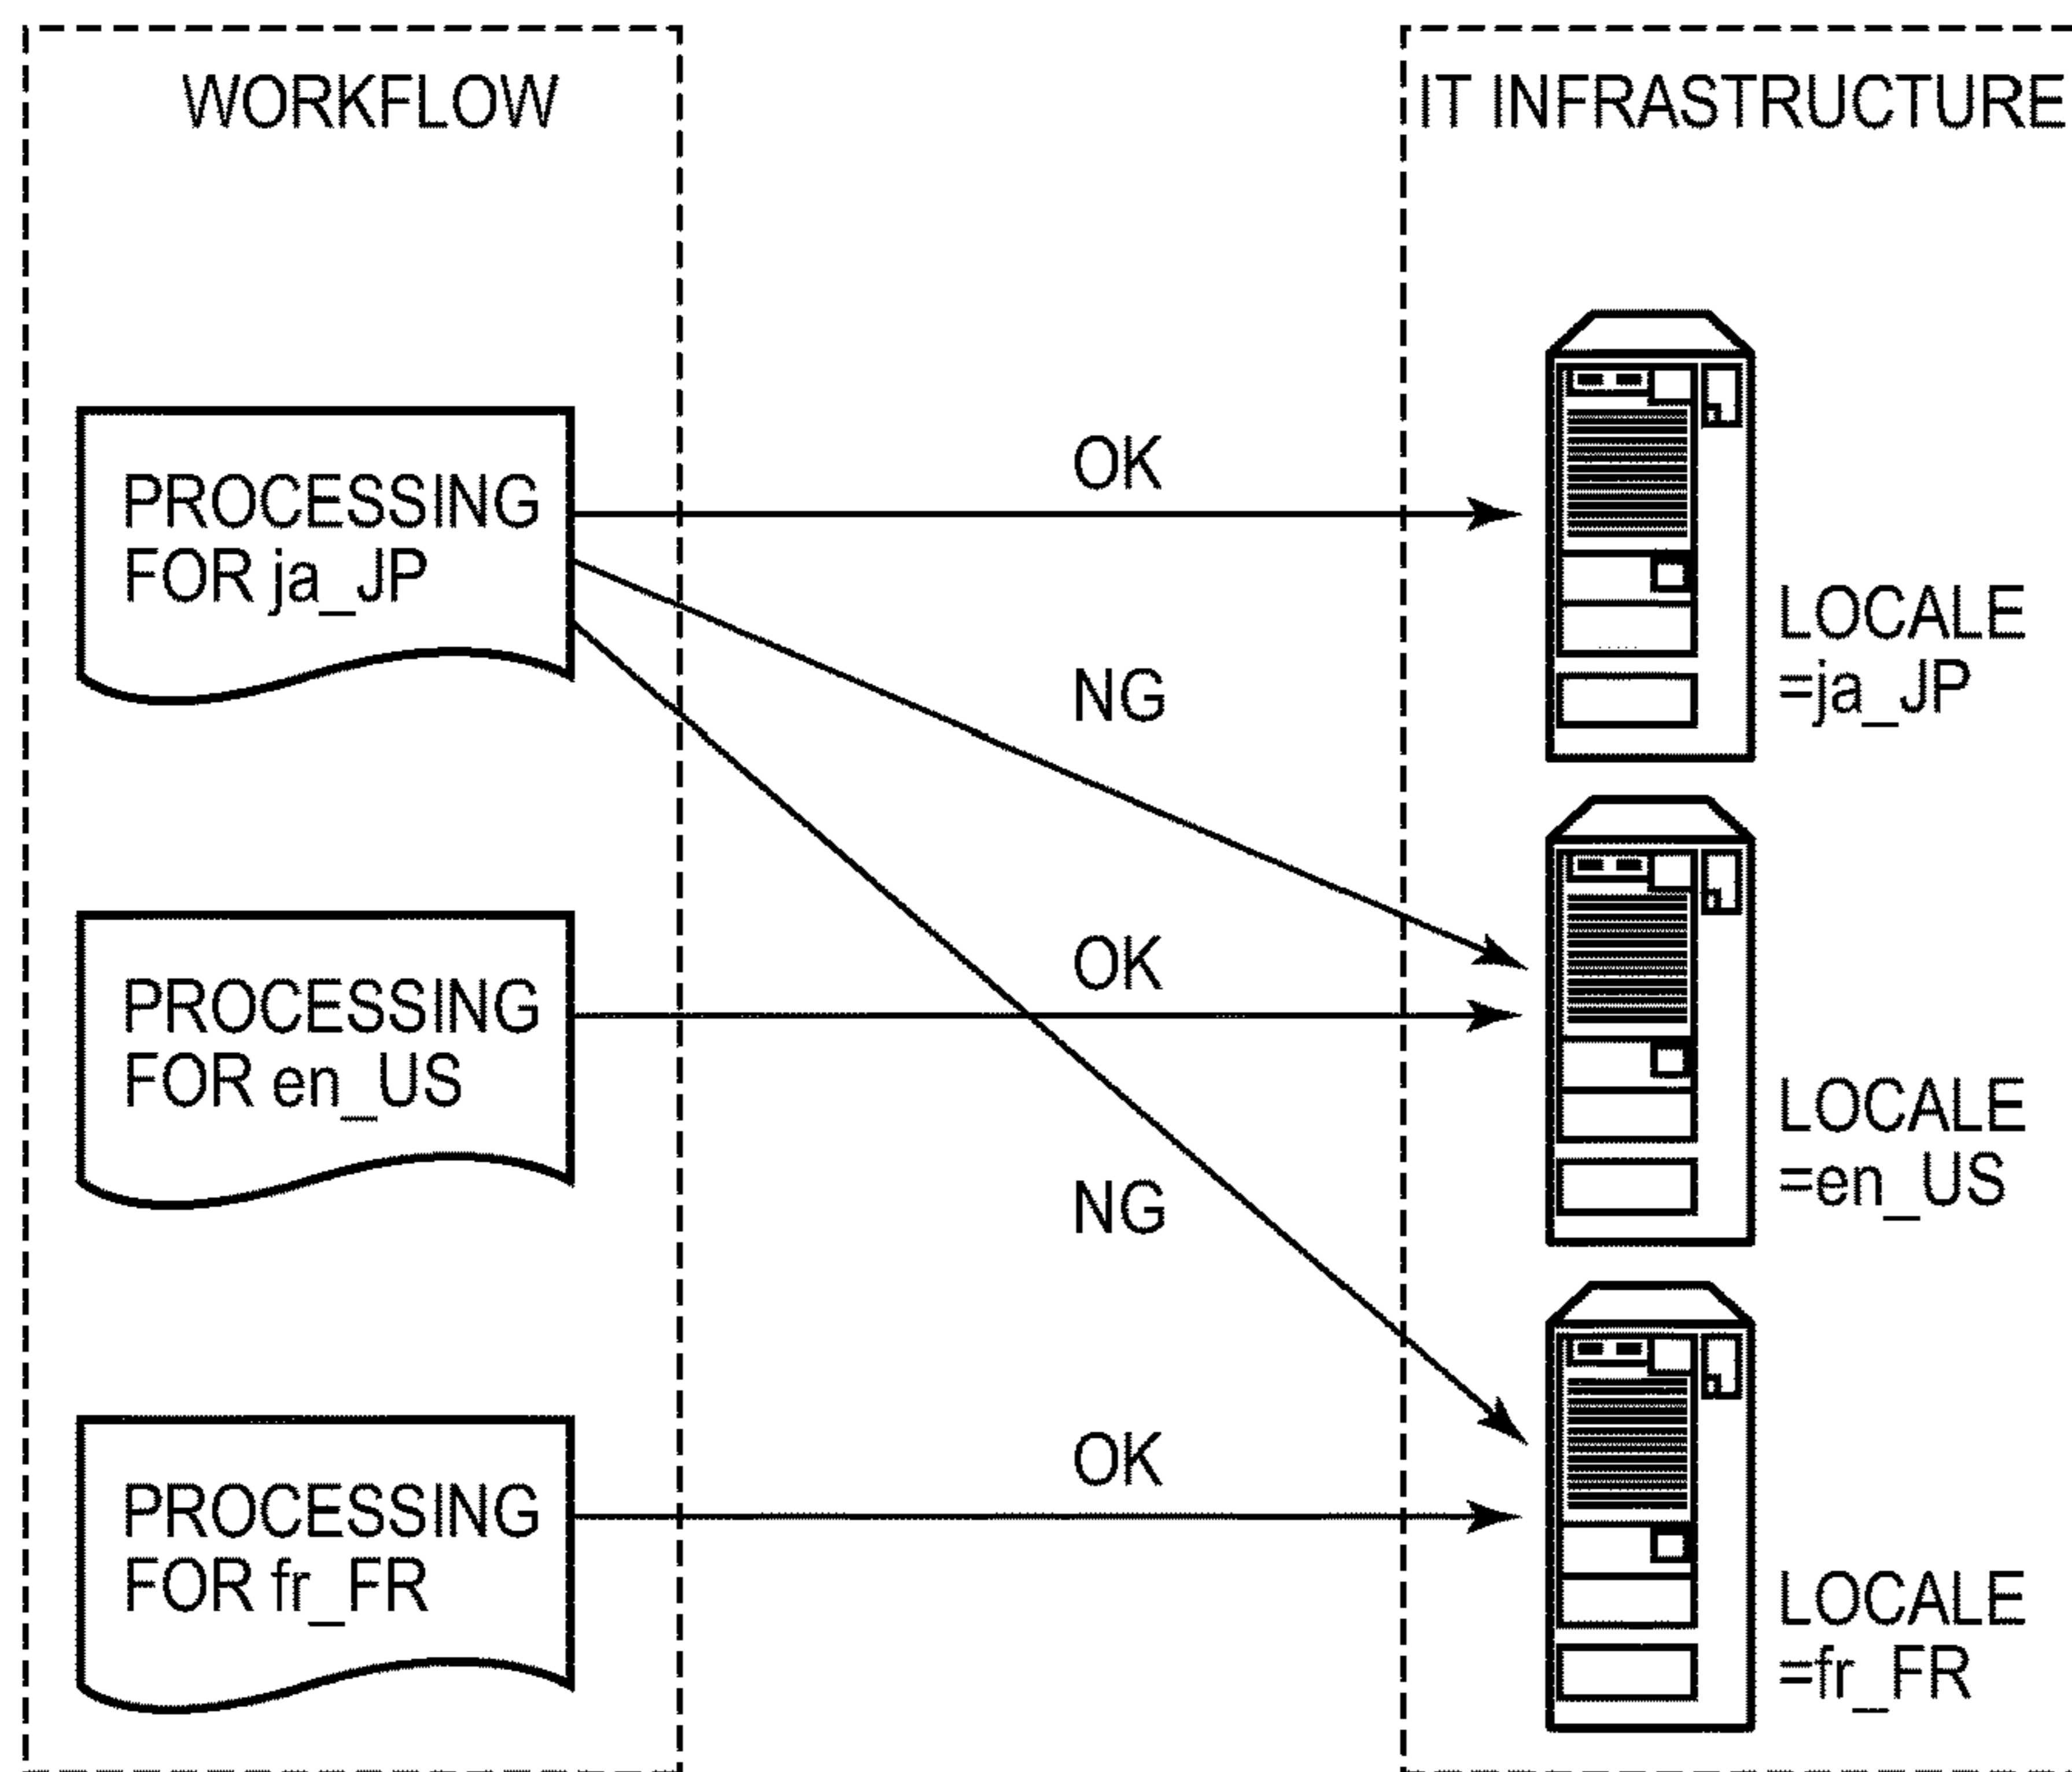 WORKFLOW
IT INFRASTRUCTURE
PROCESSING
FOR ja_JP
OK
LOCALE
=ja_JP
NG
PROCESSING
FOR en_US
OK
LOCALE
=en_US
NG
PROCESSING
FOR fr_FR
OK
LOCALE
=fr_FR